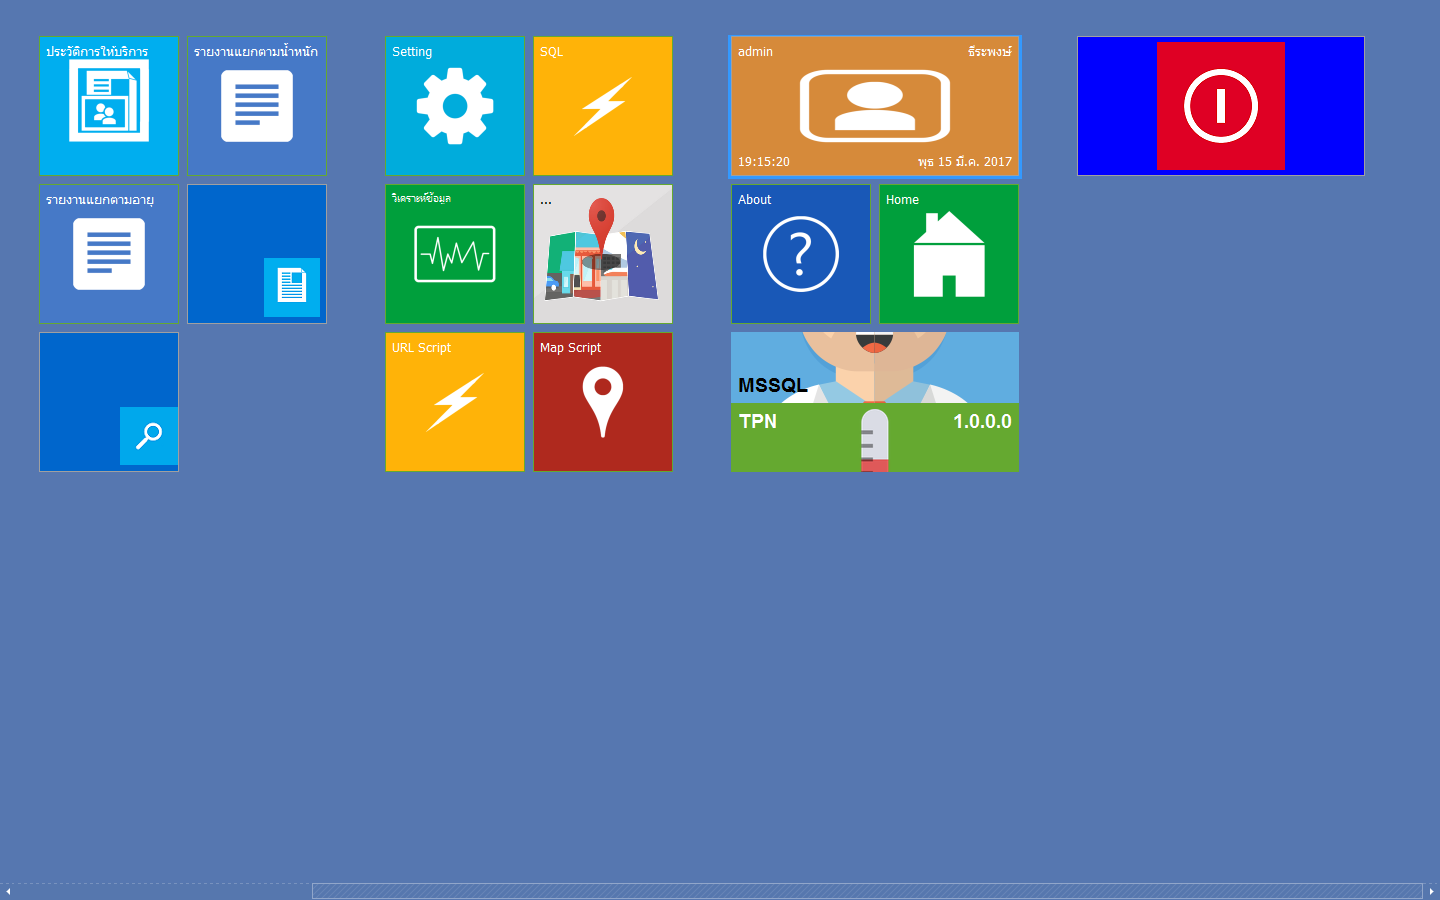 ประวัติการให้บริการ
รายงานแยกตามน้ำหนัก
Setting
SQL
admin
ธีระพงษ์
19:15:20
พุธ 15 มี.ค. 2017
รายงานแยกตามอายุ
วิเคราะห์ข้อมูล
...
About
Home
URL Script
Map Script
MSSQL
TPN
1.0.0.0